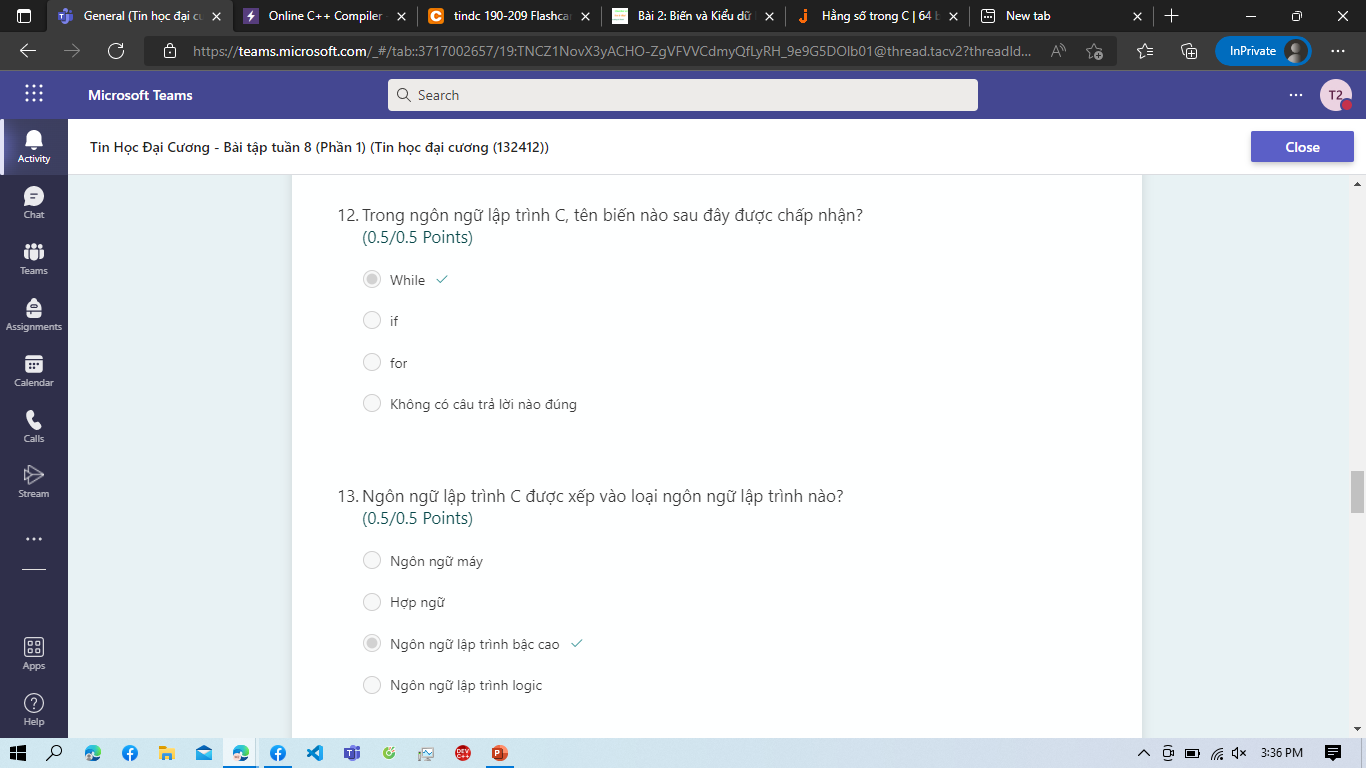 General (Tin học đại cư
Online C++ Compiler
tindc 190-209 Flashcar
Bài 2: Biến và Kiểu dữ
Hằng số trong C | 64 b
New tab
https://teams.microsoft.com/_#/tab::3717002657/19:TNCZ1NovX3yACHO-ZgVFVVCdmyQfLyRH_9e9G5DOlb01@thread.tacv2?threadId...
InPrivate
Microsoft Teams
Search
T2
Tin Học Đại Cương - Bài tập tuần 8 (Phần 1) (Tin học đại cương (132412))
Close
Activity
Chat
Teams
Assignments
Calendar
Calls
Stream
Apps
Help
12. Trong ngôn ngữ lập trình C, tên biến nào sau đây được chấp nhận?
(0.5/0.5 Points)
While
if
for
Không có câu trả lời nào đúng
13. Ngôn ngữ lập trình C được xếp vào loại ngôn ngữ lập trình nào?
(0.5/0.5 Points)
Ngôn ngữ máy
Hợp ngữ
Ngôn ngữ lập trình bậc cao
Ngôn ngữ lập trình logic
DEV C++
3:36 PM